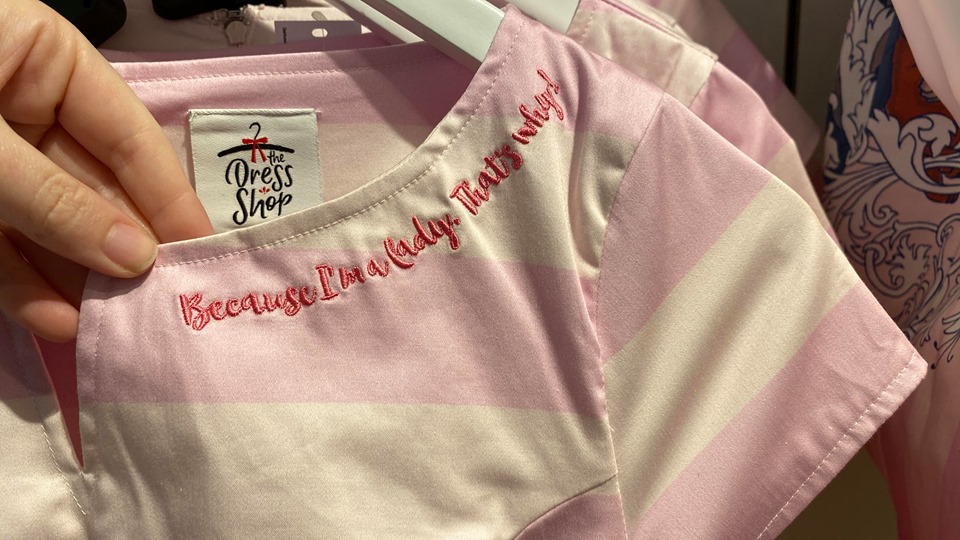 the
Dress
Shop
Because I'm a lady. That's why!